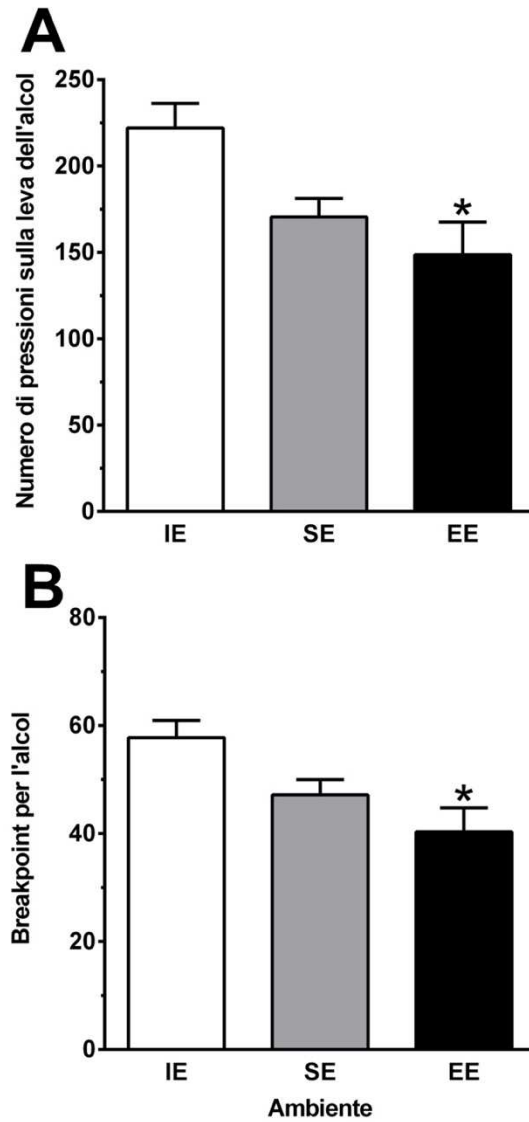 A
Numero di pressioni sulla leva dell'alcol
250
200
150
100
50
0
*
IE SE EE
B
Breakpoint per l'alcol
80
60
40
20
0
*
IE SE EE
Ambiente